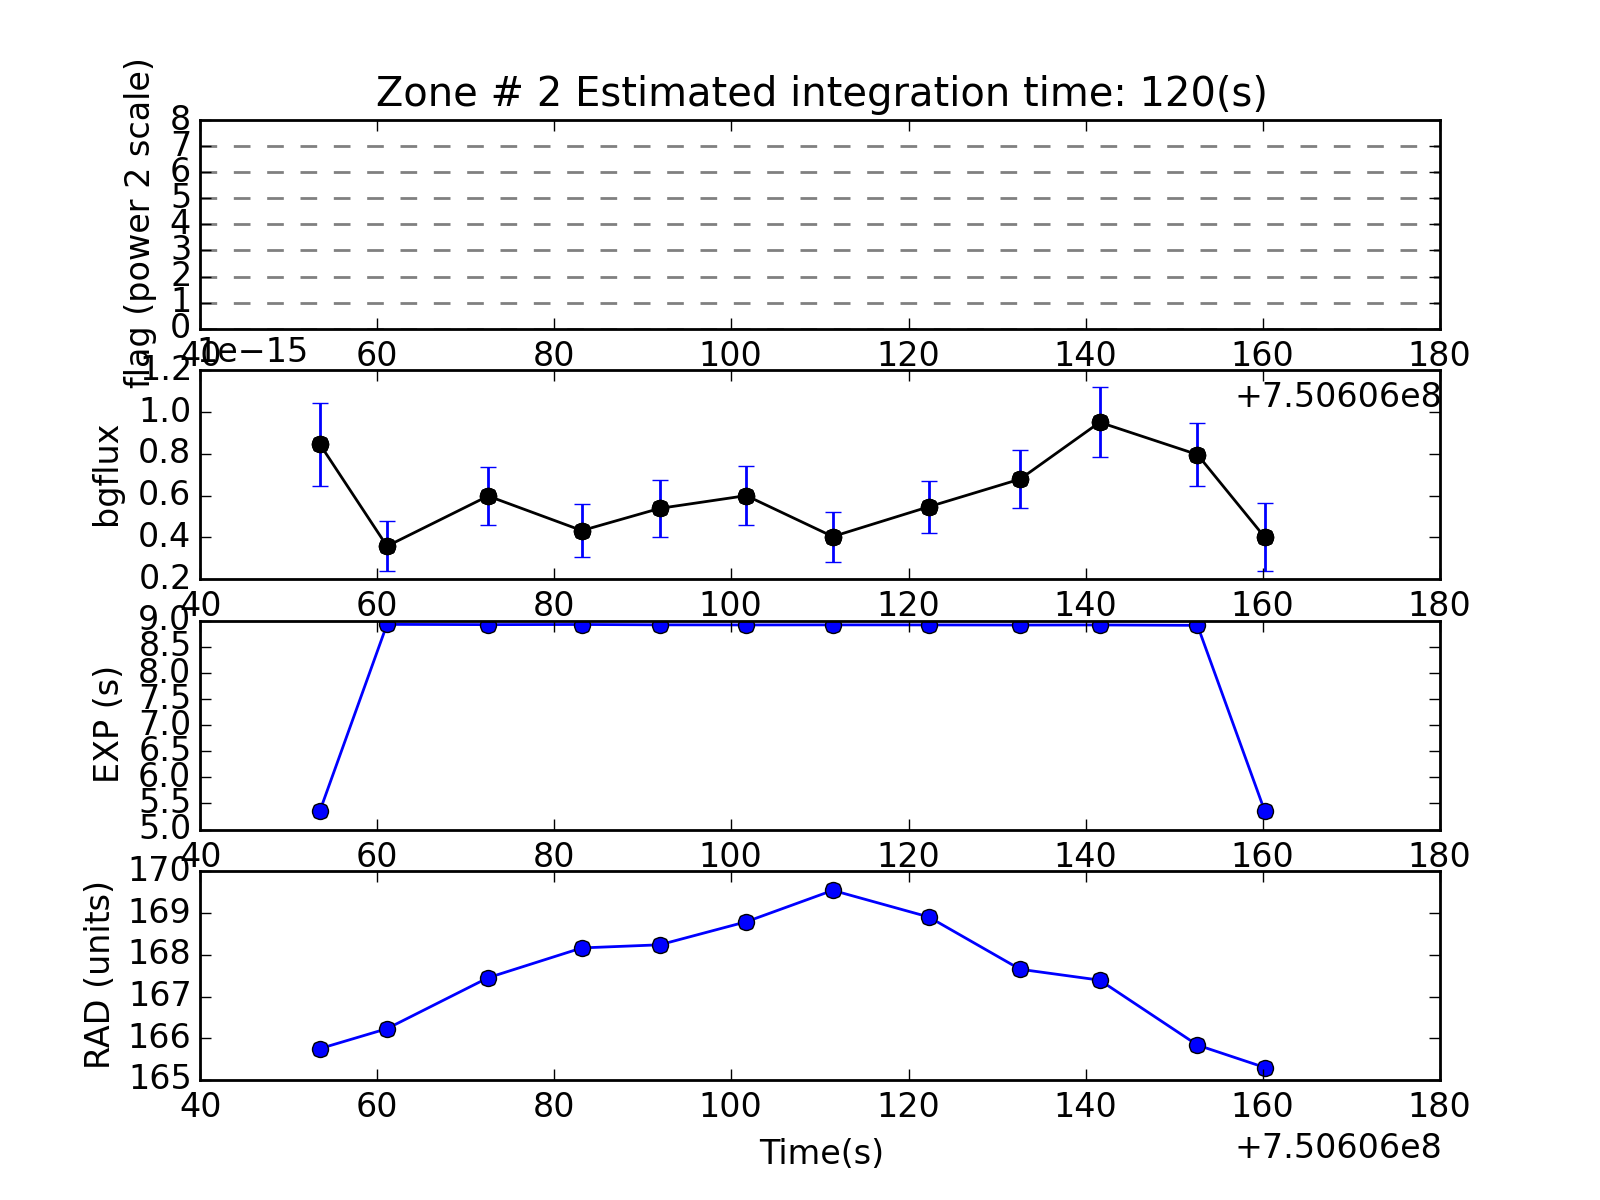 Zone # 2 Estimated integration time: 120(s)
flag (power 2 scale)
8
7
6
5
4
3
2
1
0
40 60 80 100 120 140 160 180
1e−15
+7.50606e8
bgflux
1.2
1.0
0.8
0.6
0.4
0.2
40 60 80 100 120 140 160 180
EXP (s)
9.0
8.5
8.0
7.5
7.0
6.5
6.0
5.5
5.0
40 60 80 100 120 140 160 180
RAD (units)
170
169
168
167
166
165
40 60 80 100 120 140 160 180
Time(s)
+7.50606e8